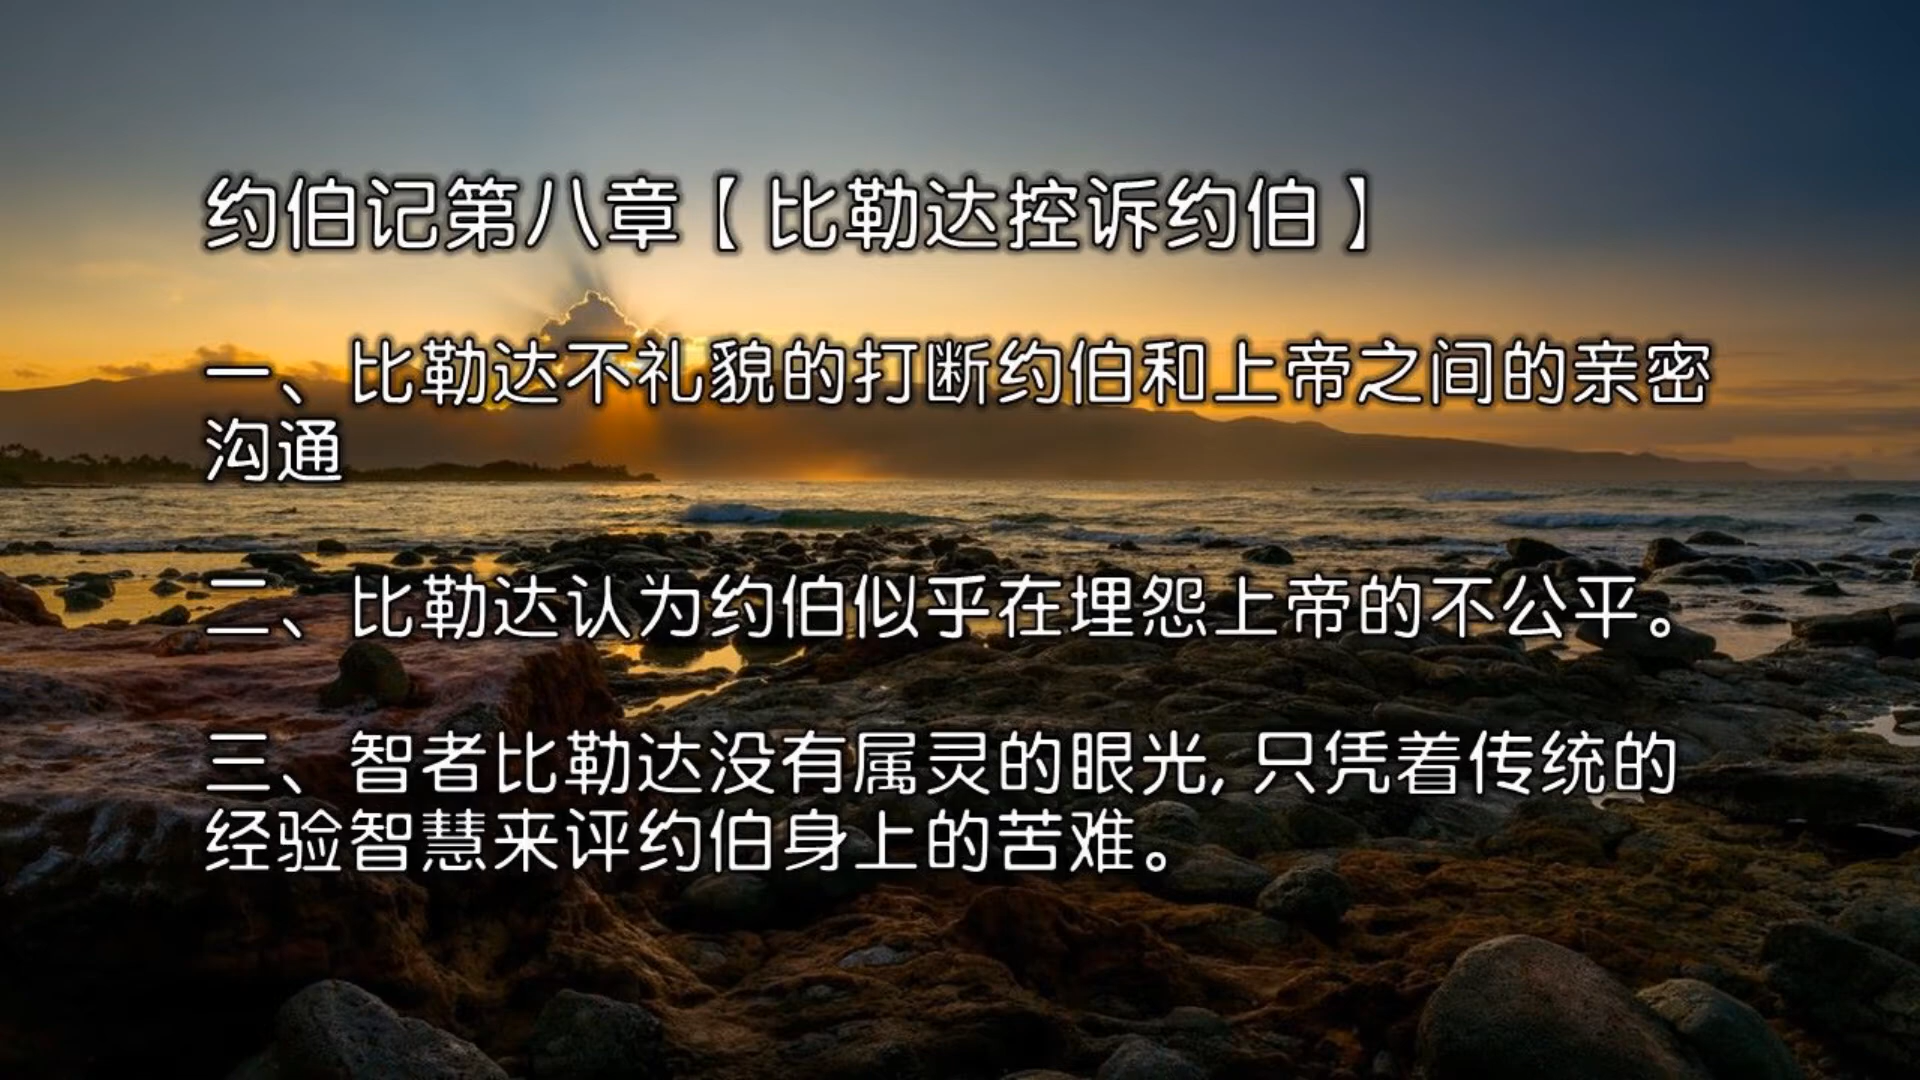 约伯记第八章【比勒达控诉约伯】
一、比勒达不礼貌的打断约伯和上帝之间的亲密
沟通
二、比勒达认为约伯似乎在埋怨上帝的不公平。
三、智者比勒达没有属灵的眼光,只凭着传统的
经验智慧来评约伯身上的苦难。